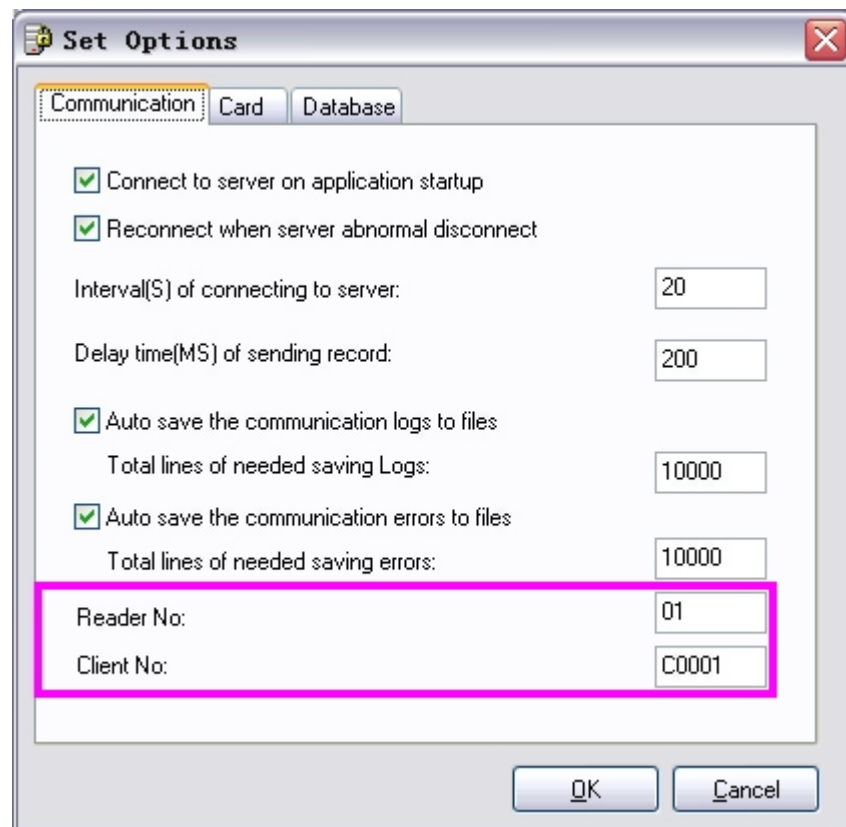 Set Options
Communication Card Database
Connect to server on application startup
Reconnect when server abnormal disconnect
Interval(S) of connecting to server: 20
Delay time(MS) of sending record: 200
Auto save the communication logs to files
Total lines of needed saving Logs: 10000
Auto save the communication errors to files
Total lines of needed saving errors: 10000
Reader No: 01
Client No: C0001
OK Cancel